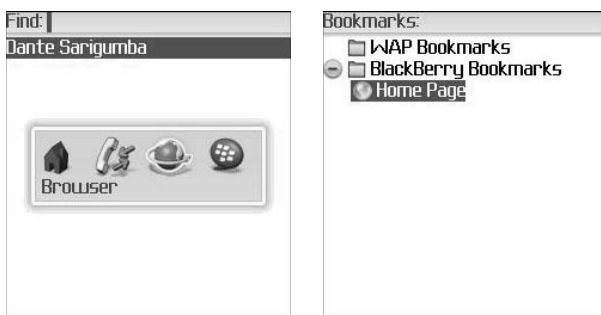 Find:
Dante Sarigumba
Browser
Bookmarks:
WAP Bookmarks
BlackBerry Bookmarks
Home Page